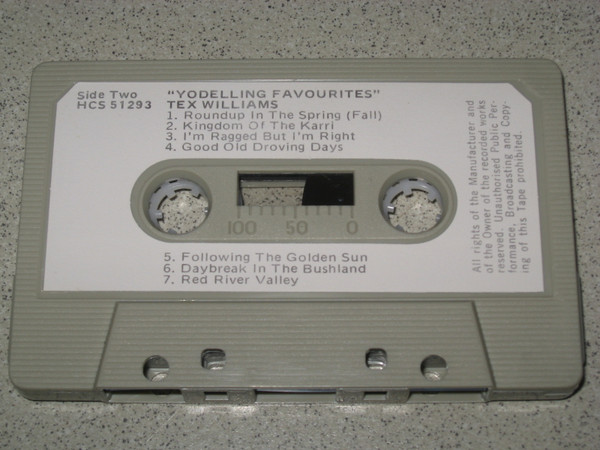 Side Two "YODELLING FAVOURITES"
HCS 51293 TEX WILLIAMS
1. Roundup In The Spring (Fall)
2. Kingdom Of The Karri
3. I'm Ragged But I'm Right
4. Good Old Droving Days
100 50 0
5. Following The Golden Sun
6. Daybreak In The Bushland
7. Red River Valley
All rights of the Manufacturer and
of the Owner of the recorded works
reserved. Unauthorised Public Per-
formance, Broadcasting and Copy-
ing of this Tape prohibited.